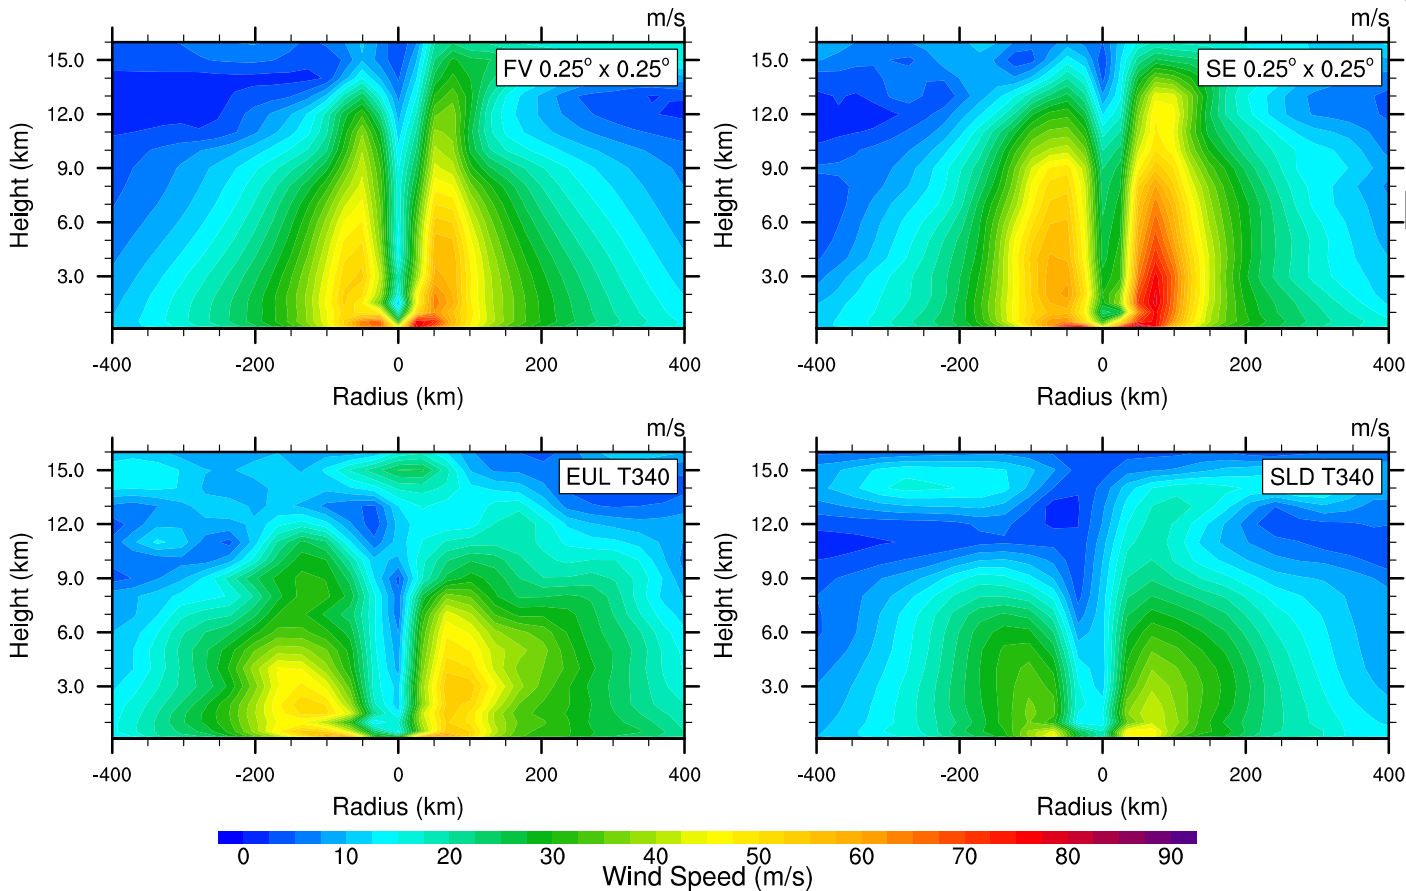 m/s
m/s
FV 0.25° x 0.25°
SE 0.25° x 0.25°
15.0
12.0
9.0
6.0
3.0
Height (km)
15.0
12.0
9.0
6.0
3.0
Height (km)
-400 -200 0 200 400
-400 -200 0 200 400
Radius (km)
Radius (km)
m/s
m/s
EUL T340
SLD T340
15.0
12.0
9.0
6.0
3.0
Height (km)
15.0
12.0
9.0
6.0
3.0
Height (km)
-400 -200 0 200 400
-400 -200 0 200 400
Radius (km)
Radius (km)
0 10 20 30 40 50 60 70 80 90
Wind Speed (m/s)